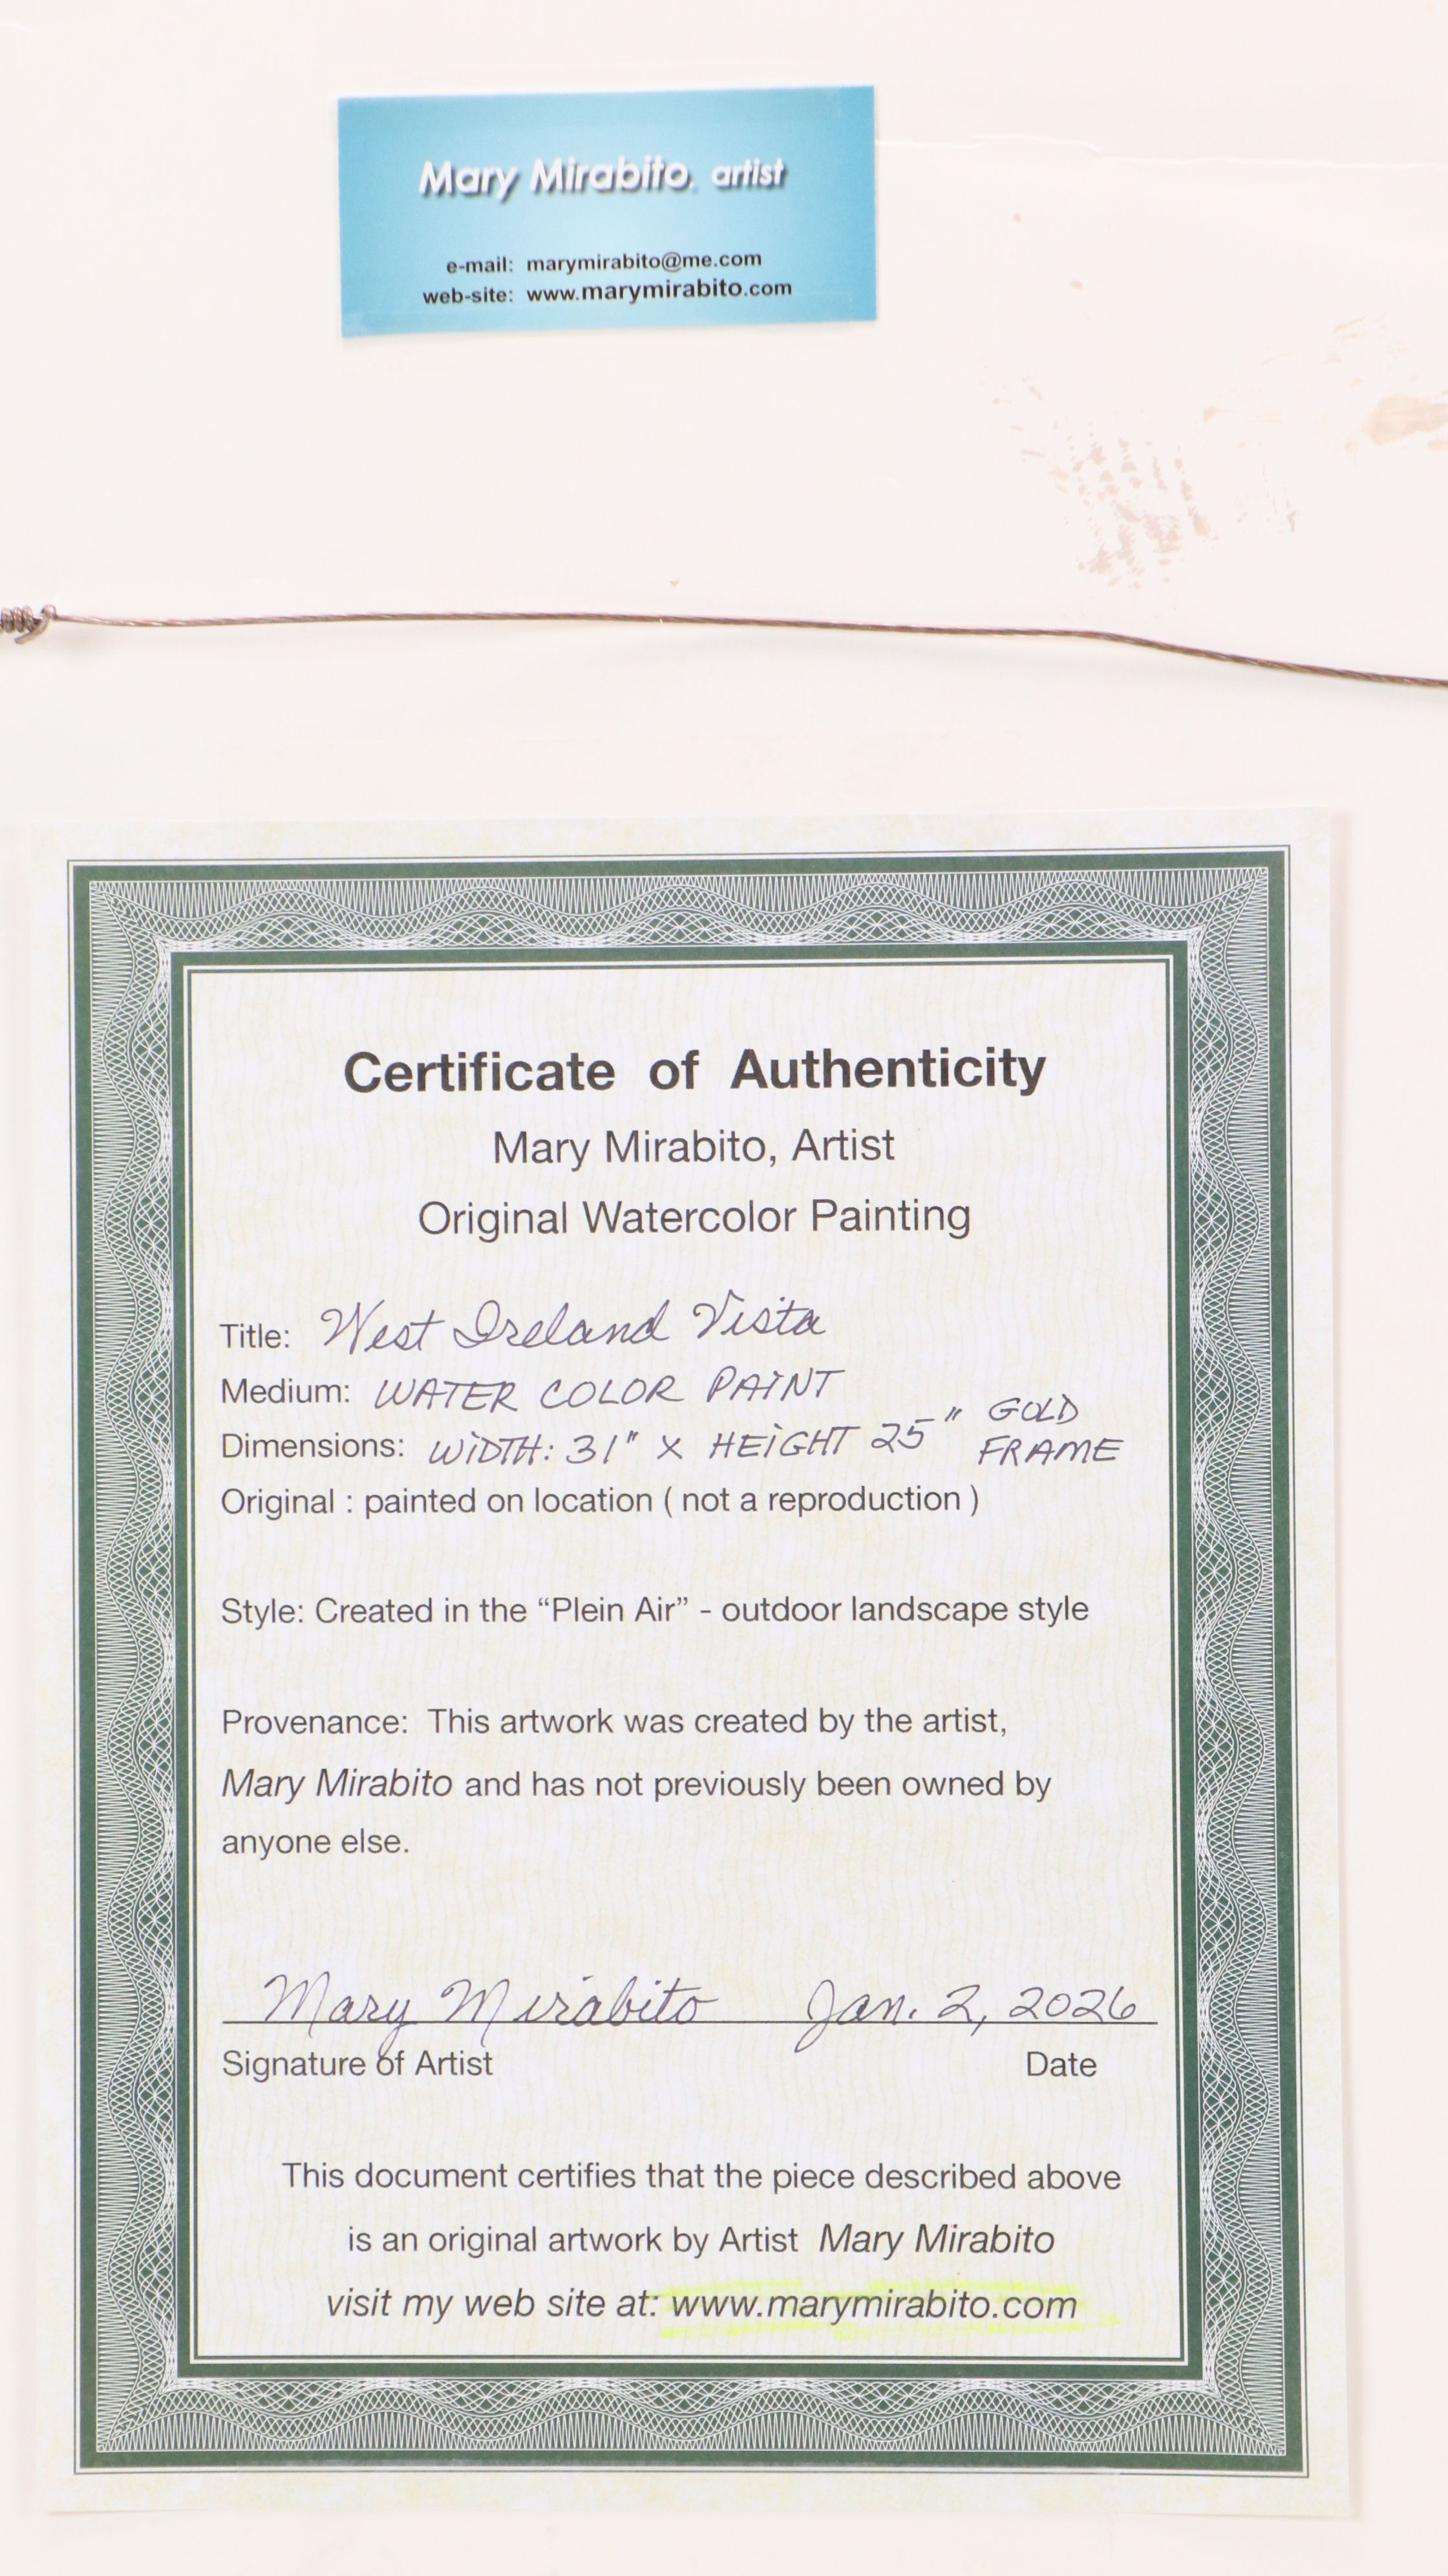 Mary Mirabito, artist
e-mail: marymirabito@me.com
web-site: www.marymirabito.com
Certificate of Authenticity
Mary Mirabito, Artist
Original Watercolor Painting
Title: West Ireland Vista
Medium: WATER COLOR PAINT
Dimensions: WIDTH: 31" X HEIGHT 25" GOLD FRAME
Original : painted on location ( not a reproduction )
Style: Created in the “Plein Air” - outdoor landscape style
Provenance: This artwork was created by the artist,
Mary Mirabito and has not previously been owned by
anyone else.
Mary Mirabito Jan. 2, 2026
Signature of Artist Date
This document certifies that the piece described above
is an original artwork by Artist Mary Mirabito
visit my web site at: www.marymirabito.com